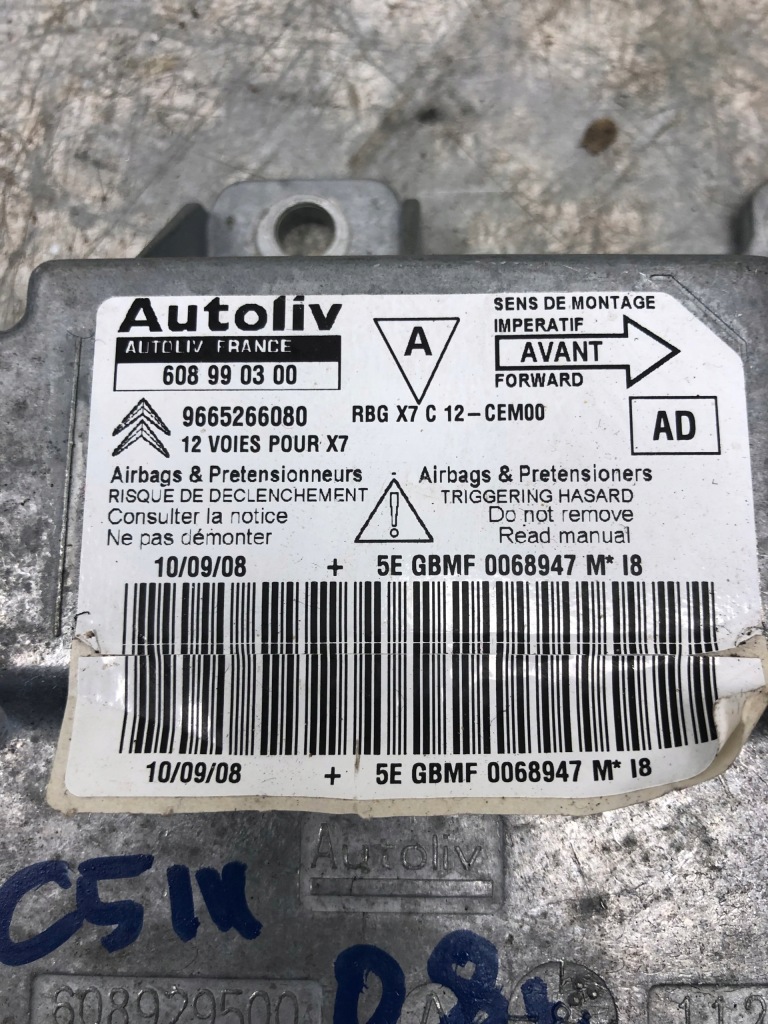 Autoliv
AUTOLIV FRANCE
608 99 03 00
A
SENS DE MONTAGE
IMPERATIF
AVANT
FORWARD
9665266080 RBG X7 C 12-CEM00
12 VOIES POUR X7
AD
Airbags & Pretensionneurs
RISQUE DE DECLENCHEMENT
Consulter la notice
Ne pas démonter
!
Airbags & Pretensioners
TRIGGERING HASARD
Do not remove
Read manual
10/09/08 + 5E GBMF 0068947 M* I8
10/09/08 + 5E GBMF 0068947 M* I8
Autoliv
C5
608929500